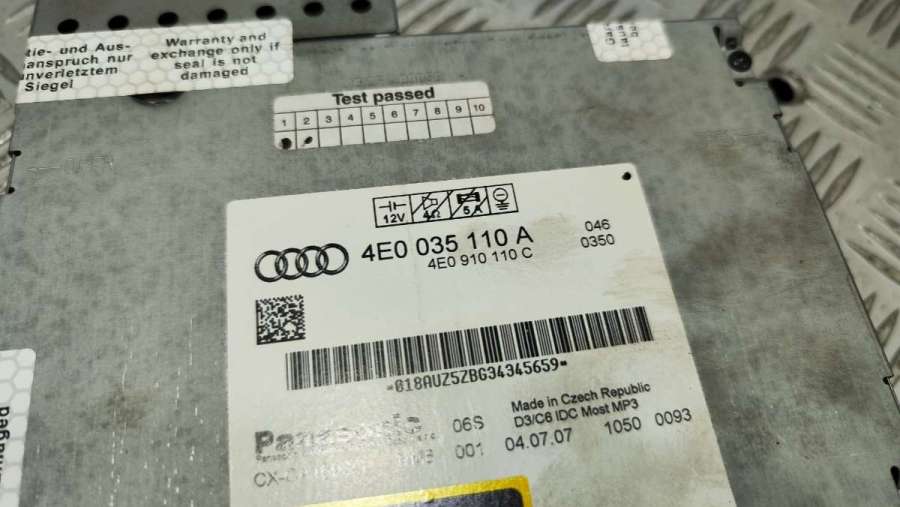 tie- und Aus-
anspruch nur
unverletztem
Siegel
Warranty and
exchange only if
seal is not
damaged
Test passed
1 2 3 4 5 6 7 8 9 10
12V 4Ω 5A
4E0 035 110 A
4E0 910 110 C
046
0350
*018AUZ5ZBG34345659*
Panasonic
06S
001
Made in Czech Republic
D3/C6 IDC Most MP3
04.07.07 1050 0093
maged